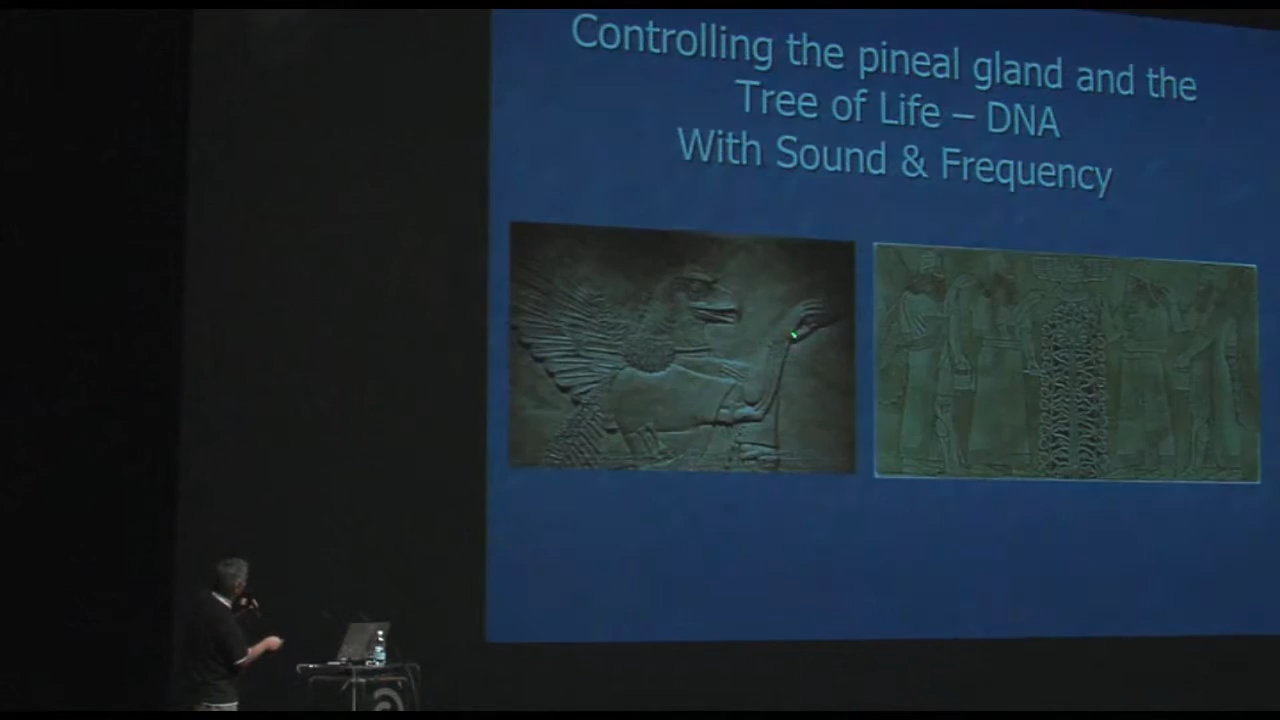 Controlling the pineal gland and the
Tree of Life – DNA
With Sound & Frequency